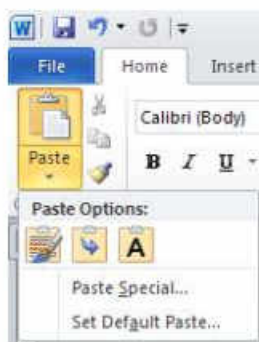 File Home Insert
Calibri (Body)
Paste
B I U
Paste Options:
A
Paste Special...
Set Default Paste...